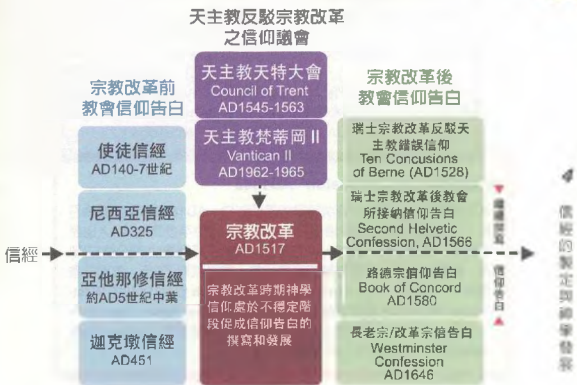 天主教反駁宗教改革
之信仰議會
宗教改革前
教會信仰告白
天主教天特大會
Council of Trent
AD1545-1563
天主教梵蒂岡 II
Vantican II
AD1962-1965
宗教改革後
教會信仰告白
信經
使徒信經
AD140-7世紀
尼西亞信經
AD325
亞他那修信經
約AD5世紀中葉
迦克墩信經
AD451
宗教改革
AD1517
宗教改革時期神學
信仰處於不穩定階
段促成信仰告白的
撰寫和發展
瑞士宗教改革反駁天
主教錯誤信仰
Ten Concusions
of Berne (AD1528)
瑞士宗教改革後教會
所接納信仰告白
Second Helvetic
Confession, AD1566
路德宗信仰告白
Book of Concord
AD1580
長老宗/改革宗信告白
Westminster
Confession
AD1646
繼續撰寫
信仰告白
信經的製定與神學發展